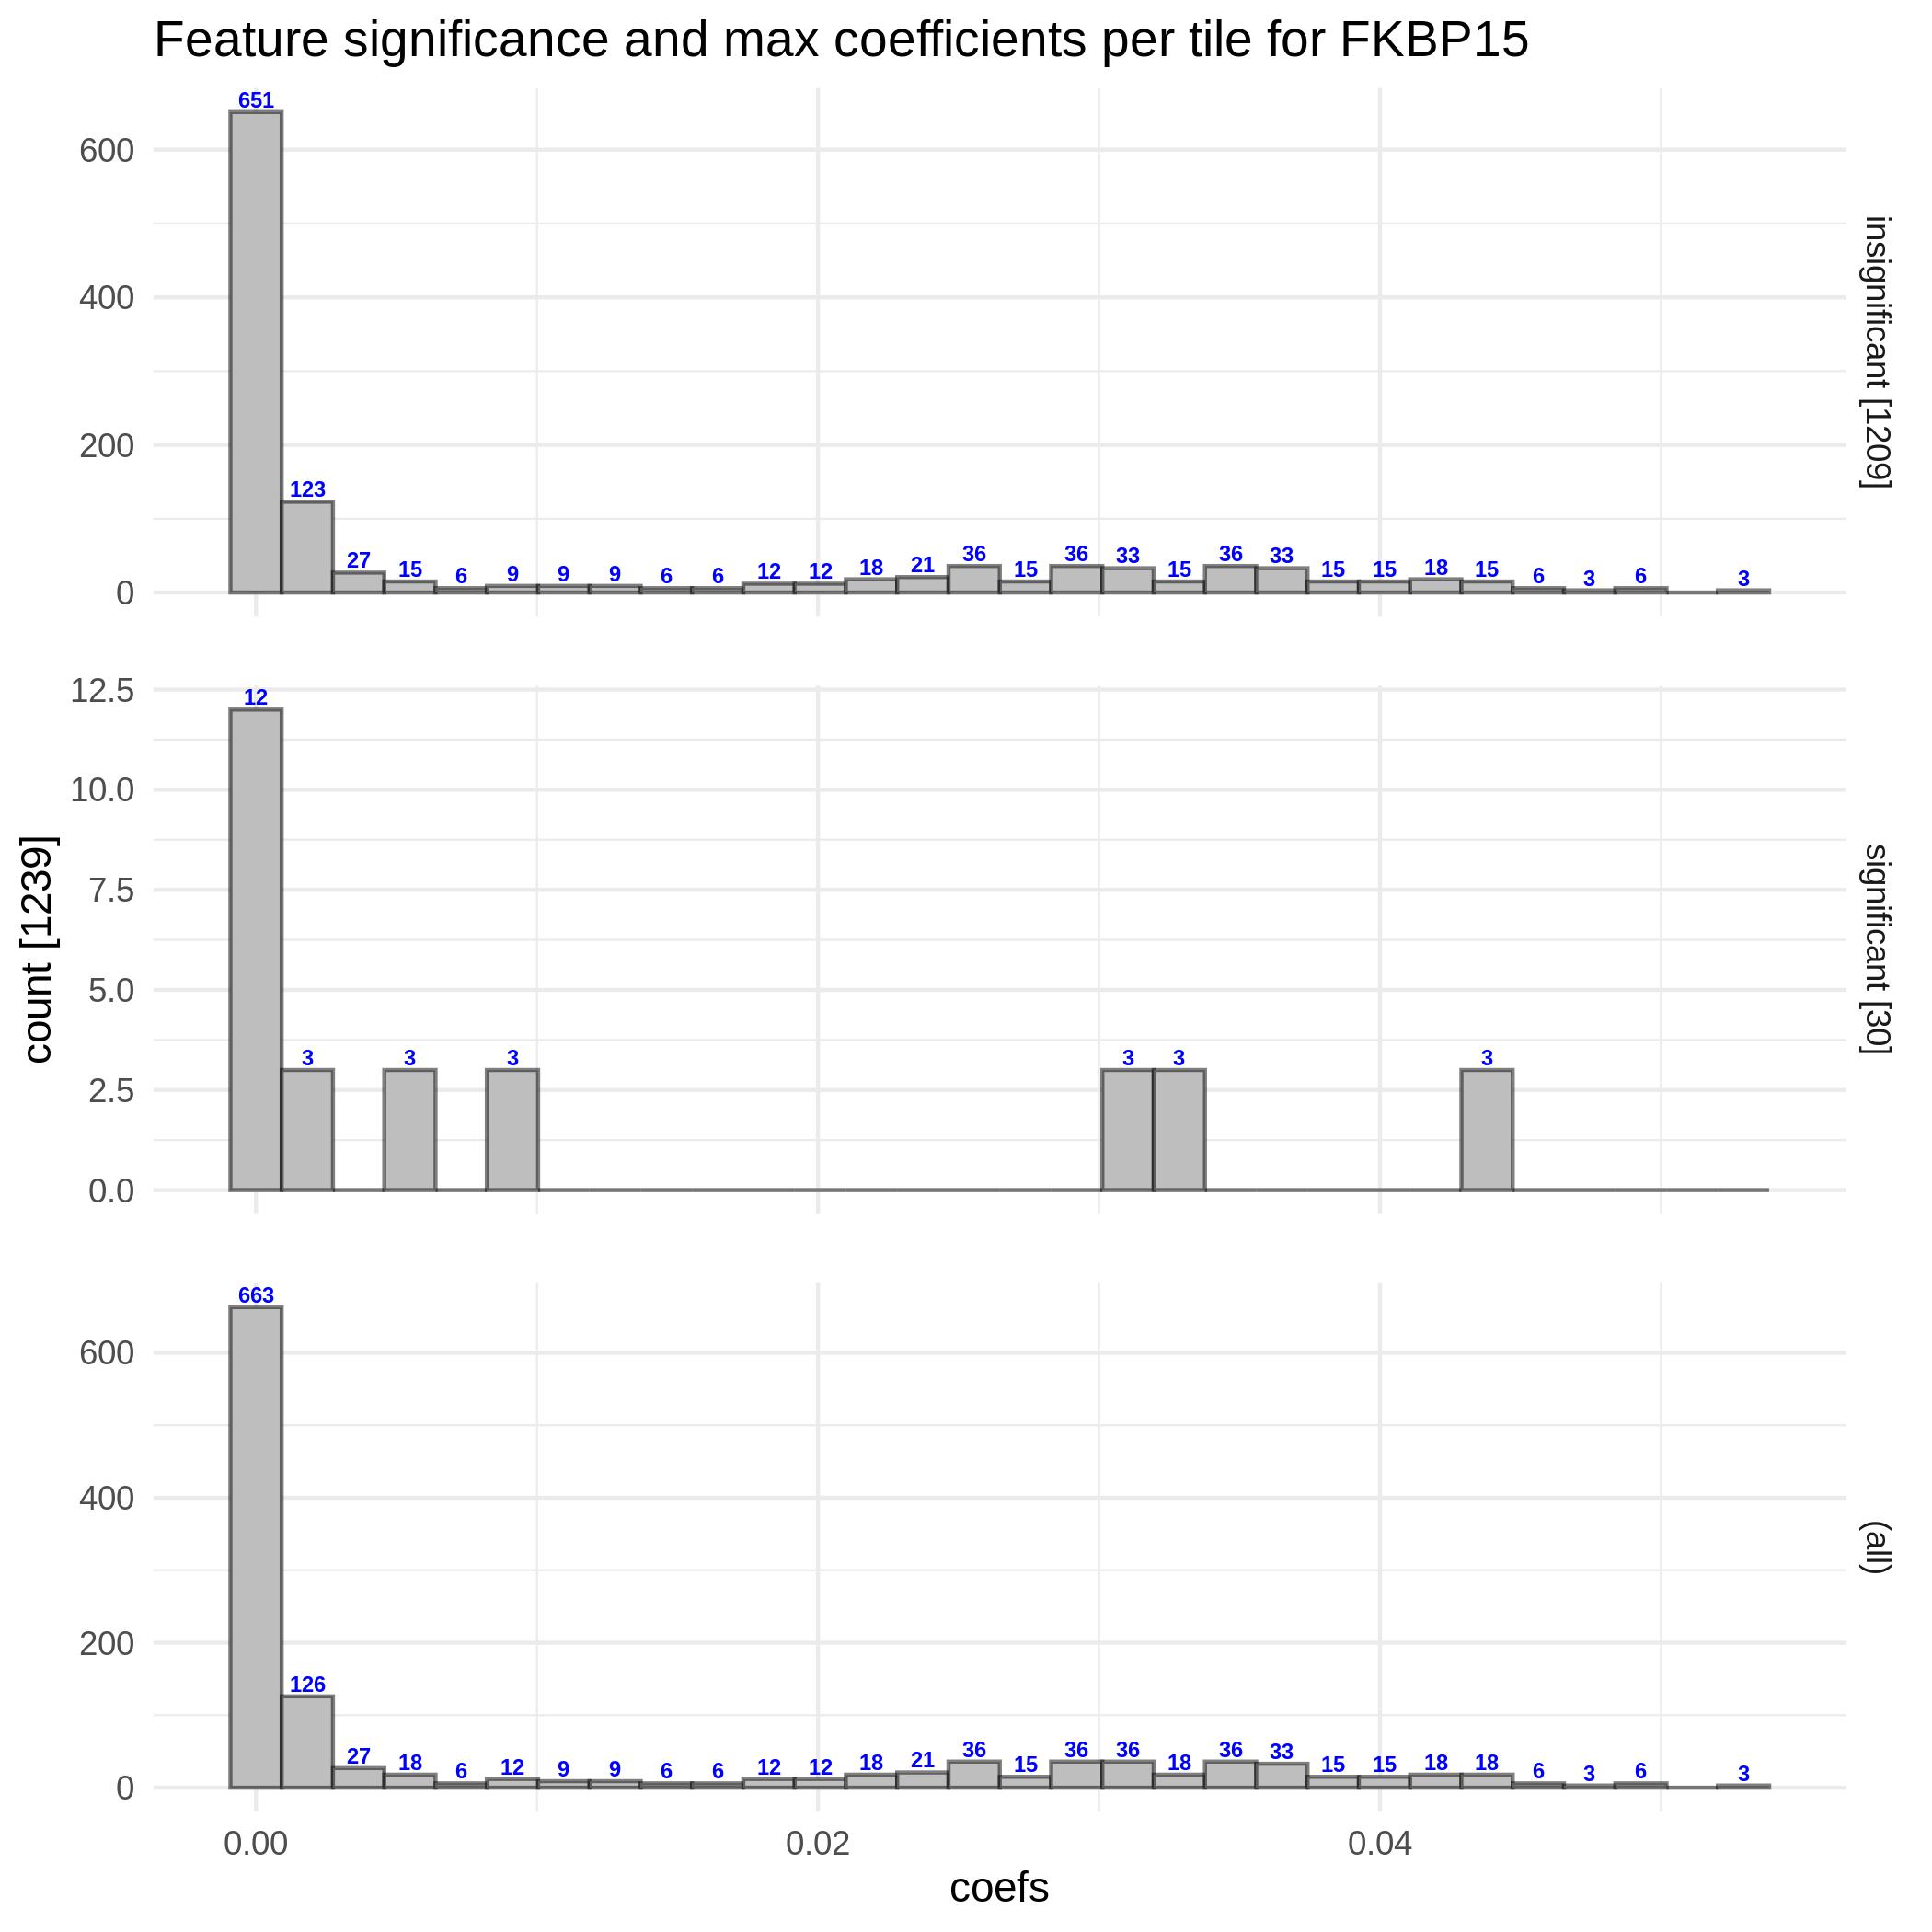 Feature significance and max coefficients per tile for FKBP15
651
600
400
200
123
27 15 6 9 9 9 6 6 12 12 18 21 36 15 36 33 15 36 33 15 15 18 15 6 3 6 3
0
insignificant [1209]
12.5
12
10.0
7.5
5.0
3 3 3 3 3 3
2.5
0.0
significant [30]
count [1239]
663
600
400
200
126
27 18 6 12 9 9 6 6 12 12 18 21 36 15 36 36 18 36 33 15 15 18 18 6 3 6 3
0
(all)
0.00 0.02 0.04
coefs